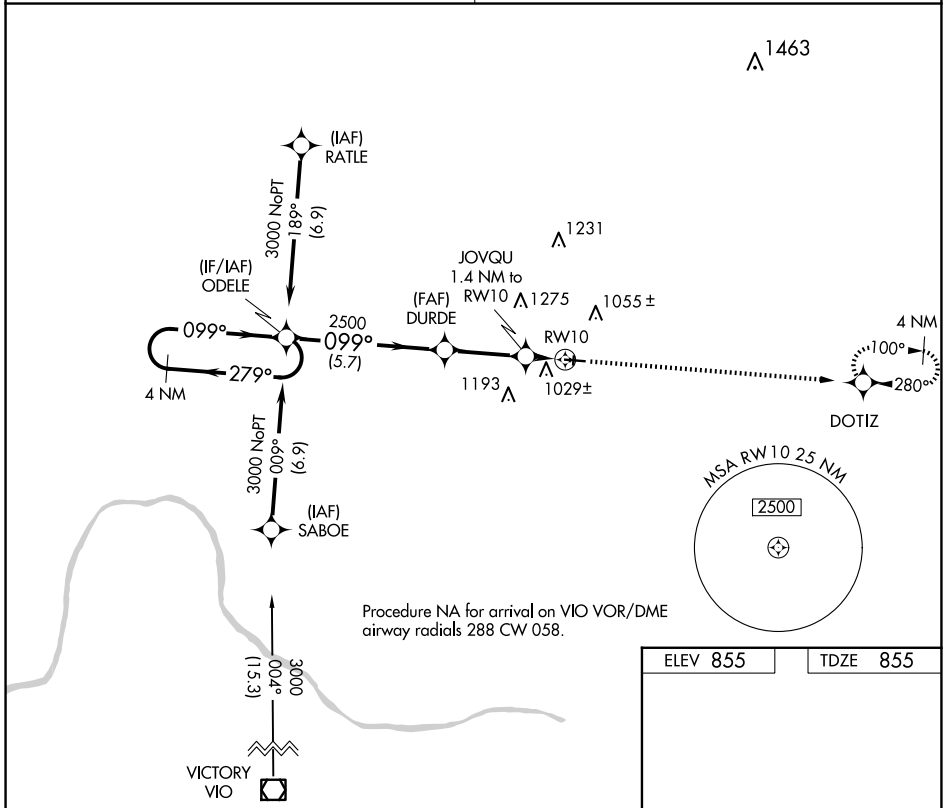 1463
(IAF)
RATLE
3000 NoPT
189°
(6.9)
1231
(IF/IAF)
ODELE
JOVQU
1.4 NM to
RW10
1275
(FAF)
DURDE
1055 ±
RW10
4 NM
099°
2500
099°
(5.7)
100°
279°
280°
4 NM
1193
1029±
DOTIZ
3000 NoPT
009°
(6.9)
MSA RW10 25 NM
2500
(IAF)
SABOE
Procedure NA for arrival on VIO VOR/DME
airway radials 288 CW 058.
3000
004°
(15.3)
ELEV 855
TDZE 855
VICTORY
VIO